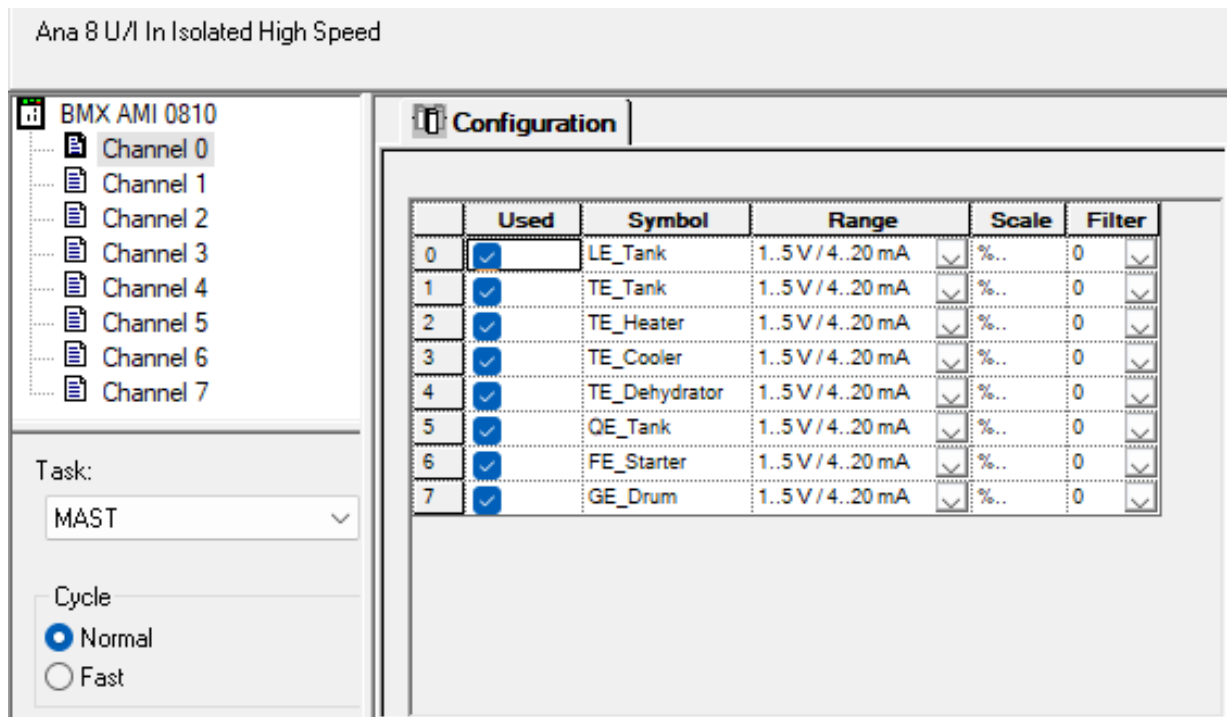 Ana 8 U/I In Isolated High Speed
BMX AMI 0810
Channel 0
Channel 1
Channel 2
Channel 3
Channel 4
Channel 5
Channel 6
Channel 7
Task:
MAST
Cycle
Normal
Fast
Configuration
Used Symbol Range Scale Filter
0 LE_Tank 1..5 V / 4..20 mA %.. 0
1 TE_Tank 1..5 V / 4..20 mA %.. 0
2 TE_Heater 1..5 V / 4..20 mA %.. 0
3 TE_Cooler 1..5 V / 4..20 mA %.. 0
4 TE_Dehydrator 1..5 V / 4..20 mA %.. 0
5 QE_Tank 1..5 V / 4..20 mA %.. 0
6 FE_Starter 1..5 V / 4..20 mA %.. 0
7 GE_Drum 1..5 V / 4..20 mA %.. 0